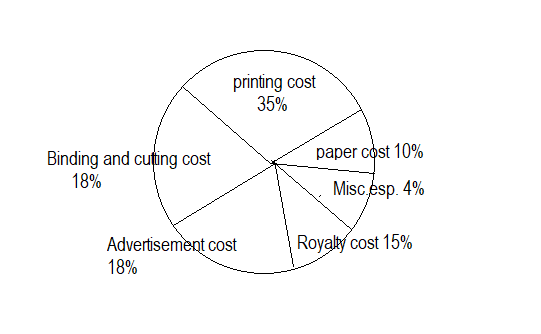 printing cost
35%
paper cost 10%
Binding and cutting cost
18%
Misc.esp. 4%
Advertisement cost
18%
Royalty cost 15%